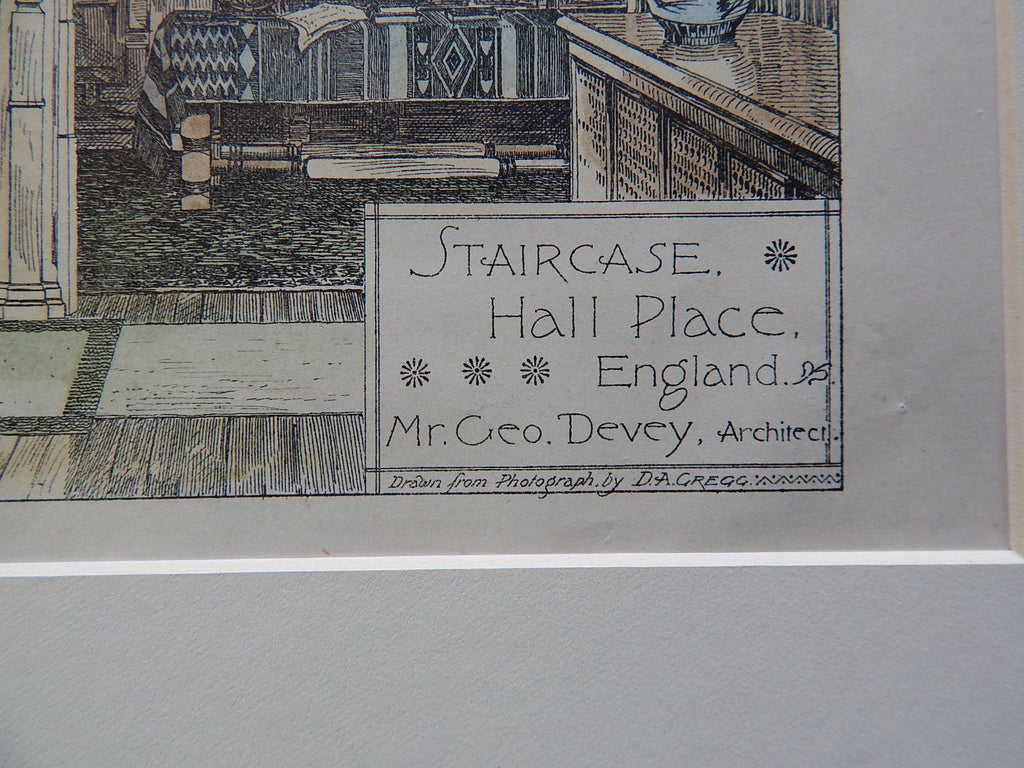 STAIRCASE.
Hall Place,
England.
Mr. Geo. Devey, Architect.
Drawn from Photograph by D.A. GREGG.